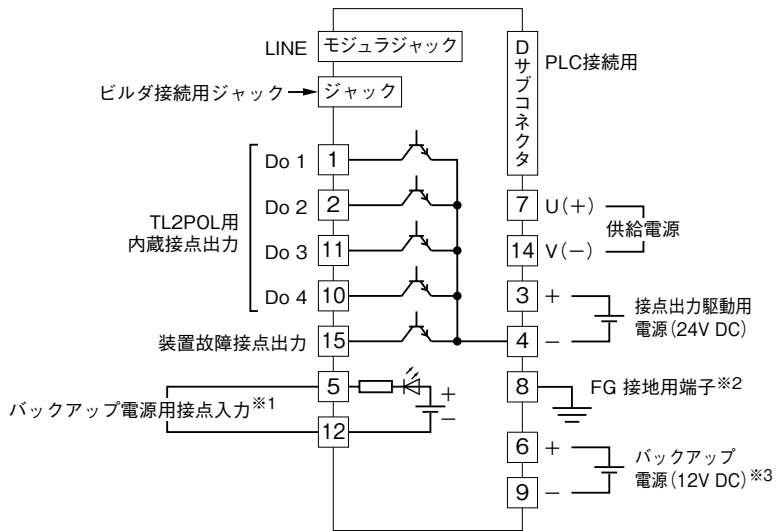 LINE モジュラジャック
ビルダ接続用ジャック ジャック
Dサブコネクタ PLC接続用
TL2POL用
内蔵接点出力
Do 1 1
Do 2 2
Do 3 11
Do 4 10
装置故障接点出力 15
バックアップ電源用接点入力※1
5 + −
12
7 U(+)
供給電源
14 V(−)
3 +
接点出力駆動用
電源(24V DC)
4 −
8 FG 接地用端子※2
6 +
バックアップ
電源(12V DC)※3
9 −